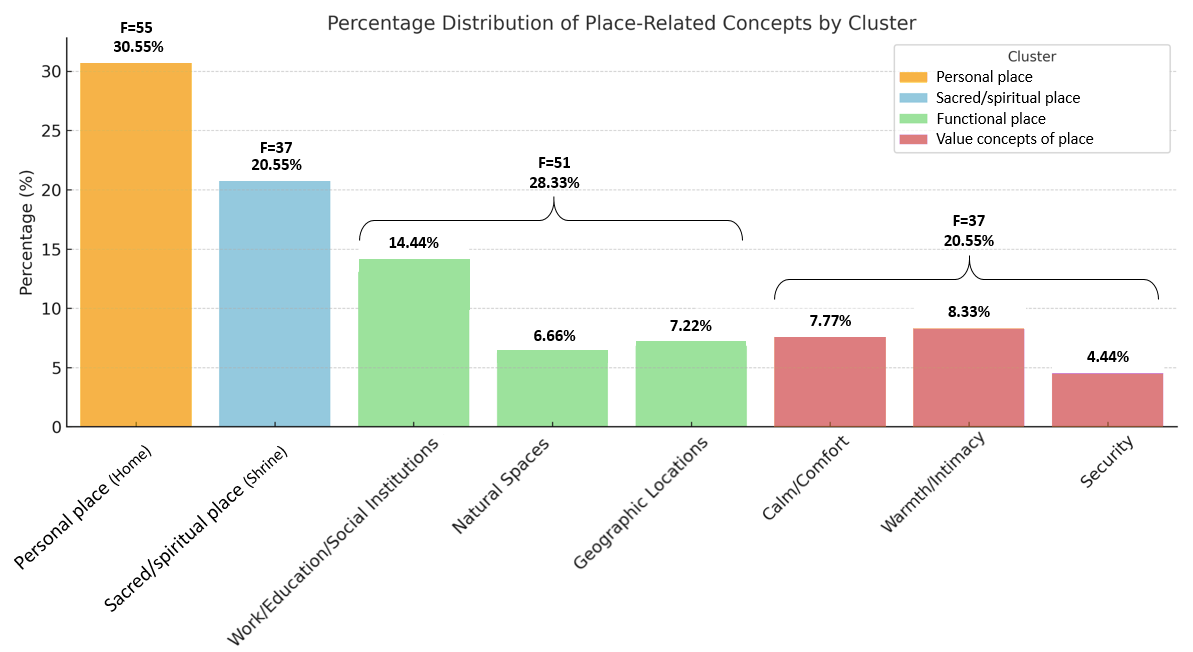 Percentage Distribution of Place-Related Concepts by Cluster
F=55
30.55%
F=37
20.55%
F=51
28.33%
14.44%
6.66%
7.22%
F=37
20.55%
7.77%
8.33%
4.44%
Cluster
Personal place
Sacred/spiritual place
Functional place
Value concepts of place
Percentage (%)
30
25
20
15
10
5
0
Personal place (Home)
Sacred/spiritual place (Shrine)
Work/Education/Social Institutions
Natural Spaces
Geographic Locations
Calm/Comfort
Warmth/Intimacy
Security